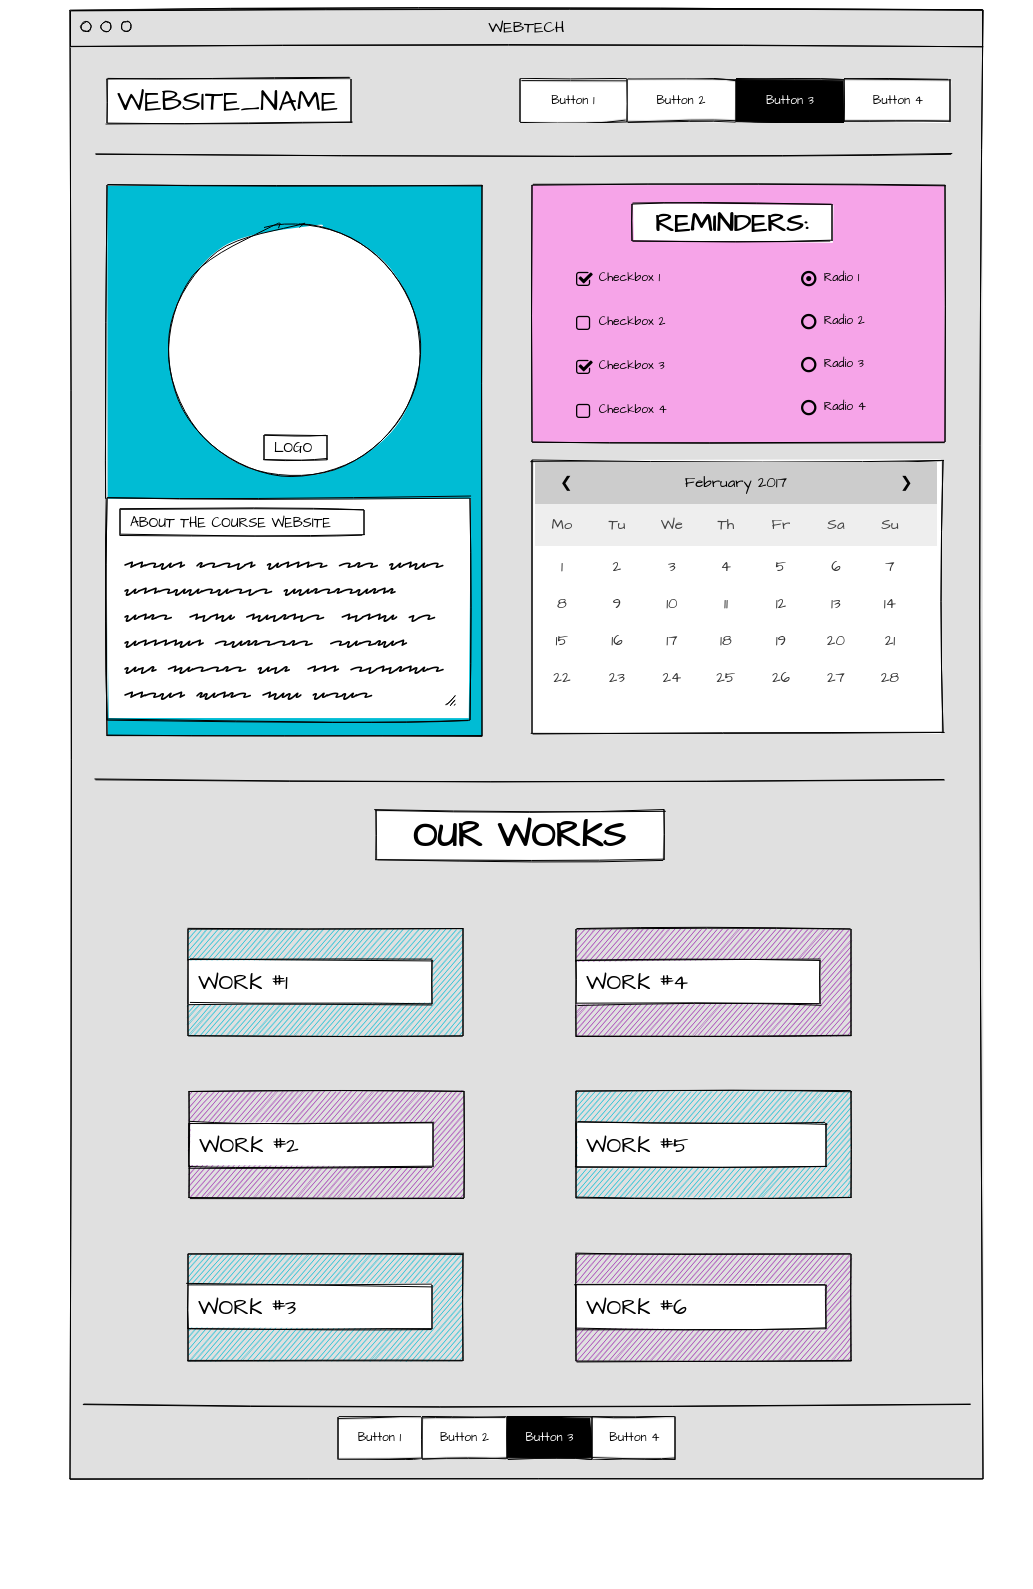 WEBTECH
WEBSITE_NAME
Button 1 Button 2 Button 3 Button 4
LOGO
ABOUT THE COURSE WEBSITE
REMINDERS:
Checkbox 1 Radio 1
Checkbox 2 Radio 2
Checkbox 3 Radio 3
Checkbox 4 Radio 4
February 2017
Mo Tu We Th Fr Sa Su
1 2 3 4 5 6 7
8 9 10 11 12 13 14
15 16 17 18 19 20 21
22 23 24 25 26 27 28
OUR WORKS
WORK #1 WORK #4
WORK #2 WORK #5
WORK #3 WORK #6
Button 1 Button 2 Button 3 Button 4